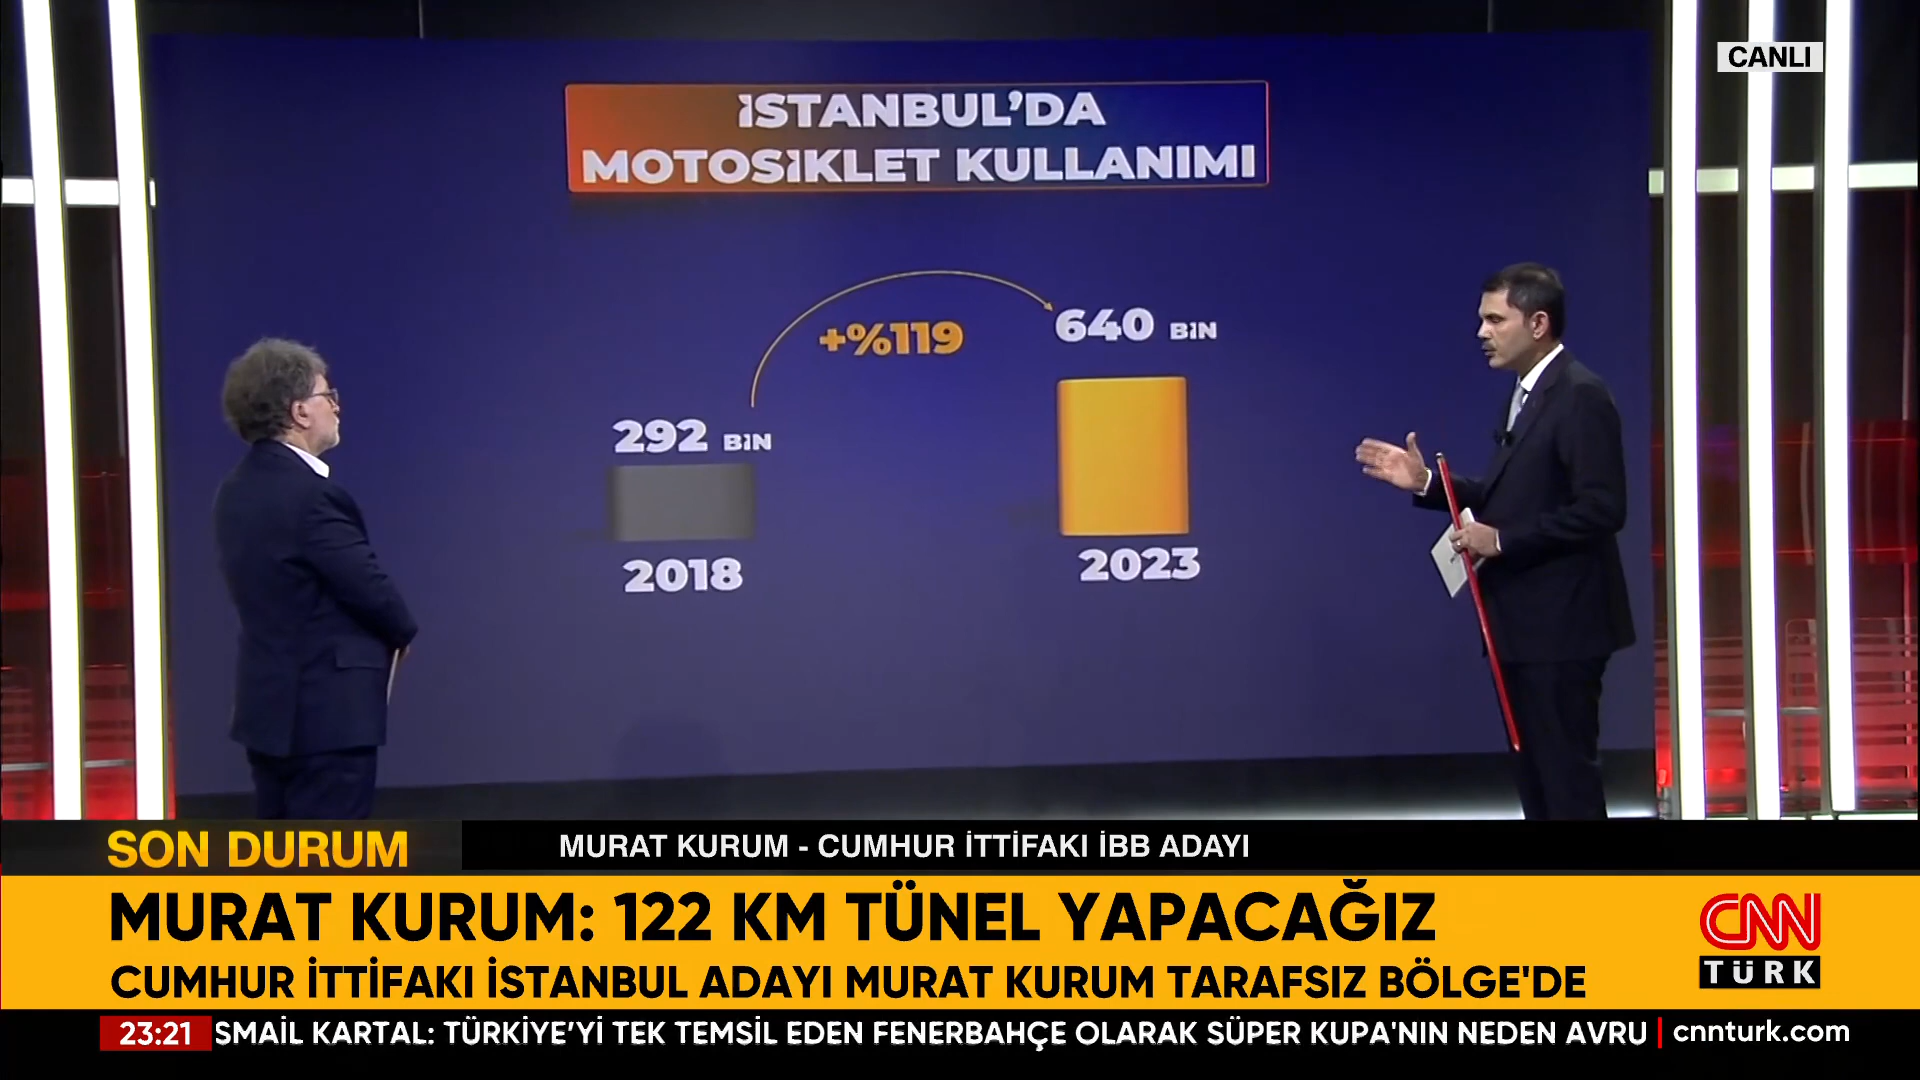 CANLI
İSTANBUL'DA
MOTOSİKLET KULLANIMI
+%119
640 BİN
292 BİN
2018
2023
SON DURUM
MURAT KURUM - CUMHUR İTTİFAKI İBB ADAYI
MURAT KURUM: 122 KM TÜNEL YAPACAĞIZ
CUMHUR İTTİFAKI İSTANBUL ADAYI MURAT KURUM TARAFSIZ BÖLGE'DE
CNN
TÜRK
23:21
SMAİL KARTAL: TÜRKİYE’Yİ TEK TEMSİL EDEN FENERBAHÇE OLARAK SÜPER KUPA'NIN NEDEN AVRU
cnnturk.com